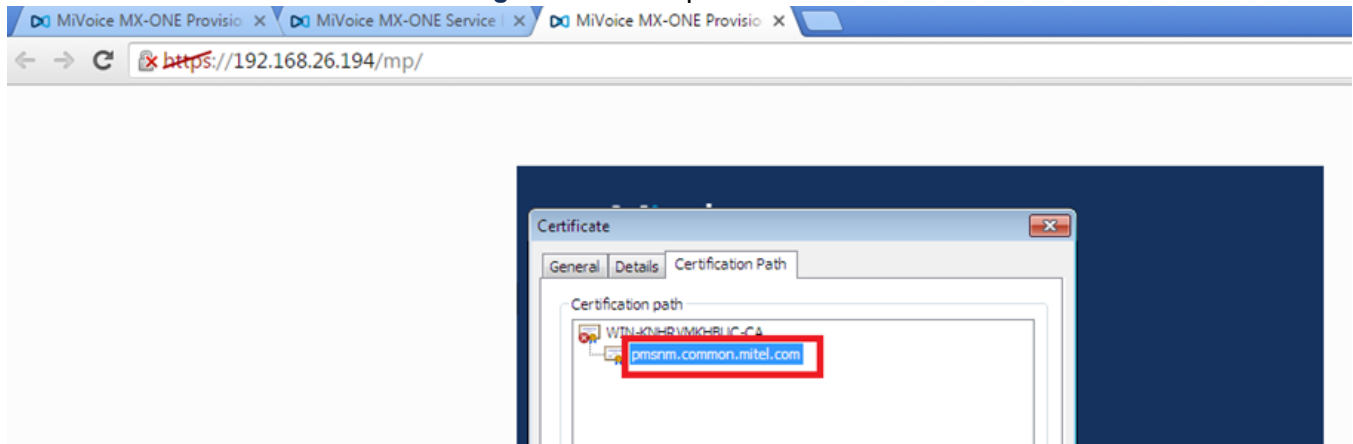 MiVoice MX-ONE Provisio
MiVoice MX-ONE Service
MiVoice MX-ONE Provisio
https://192.168.26.194/mp/
Certificate
General Details Certification Path
Certification path
WIN-KNHRVMKHBUC-CA
pmsnm.common.mitel.com